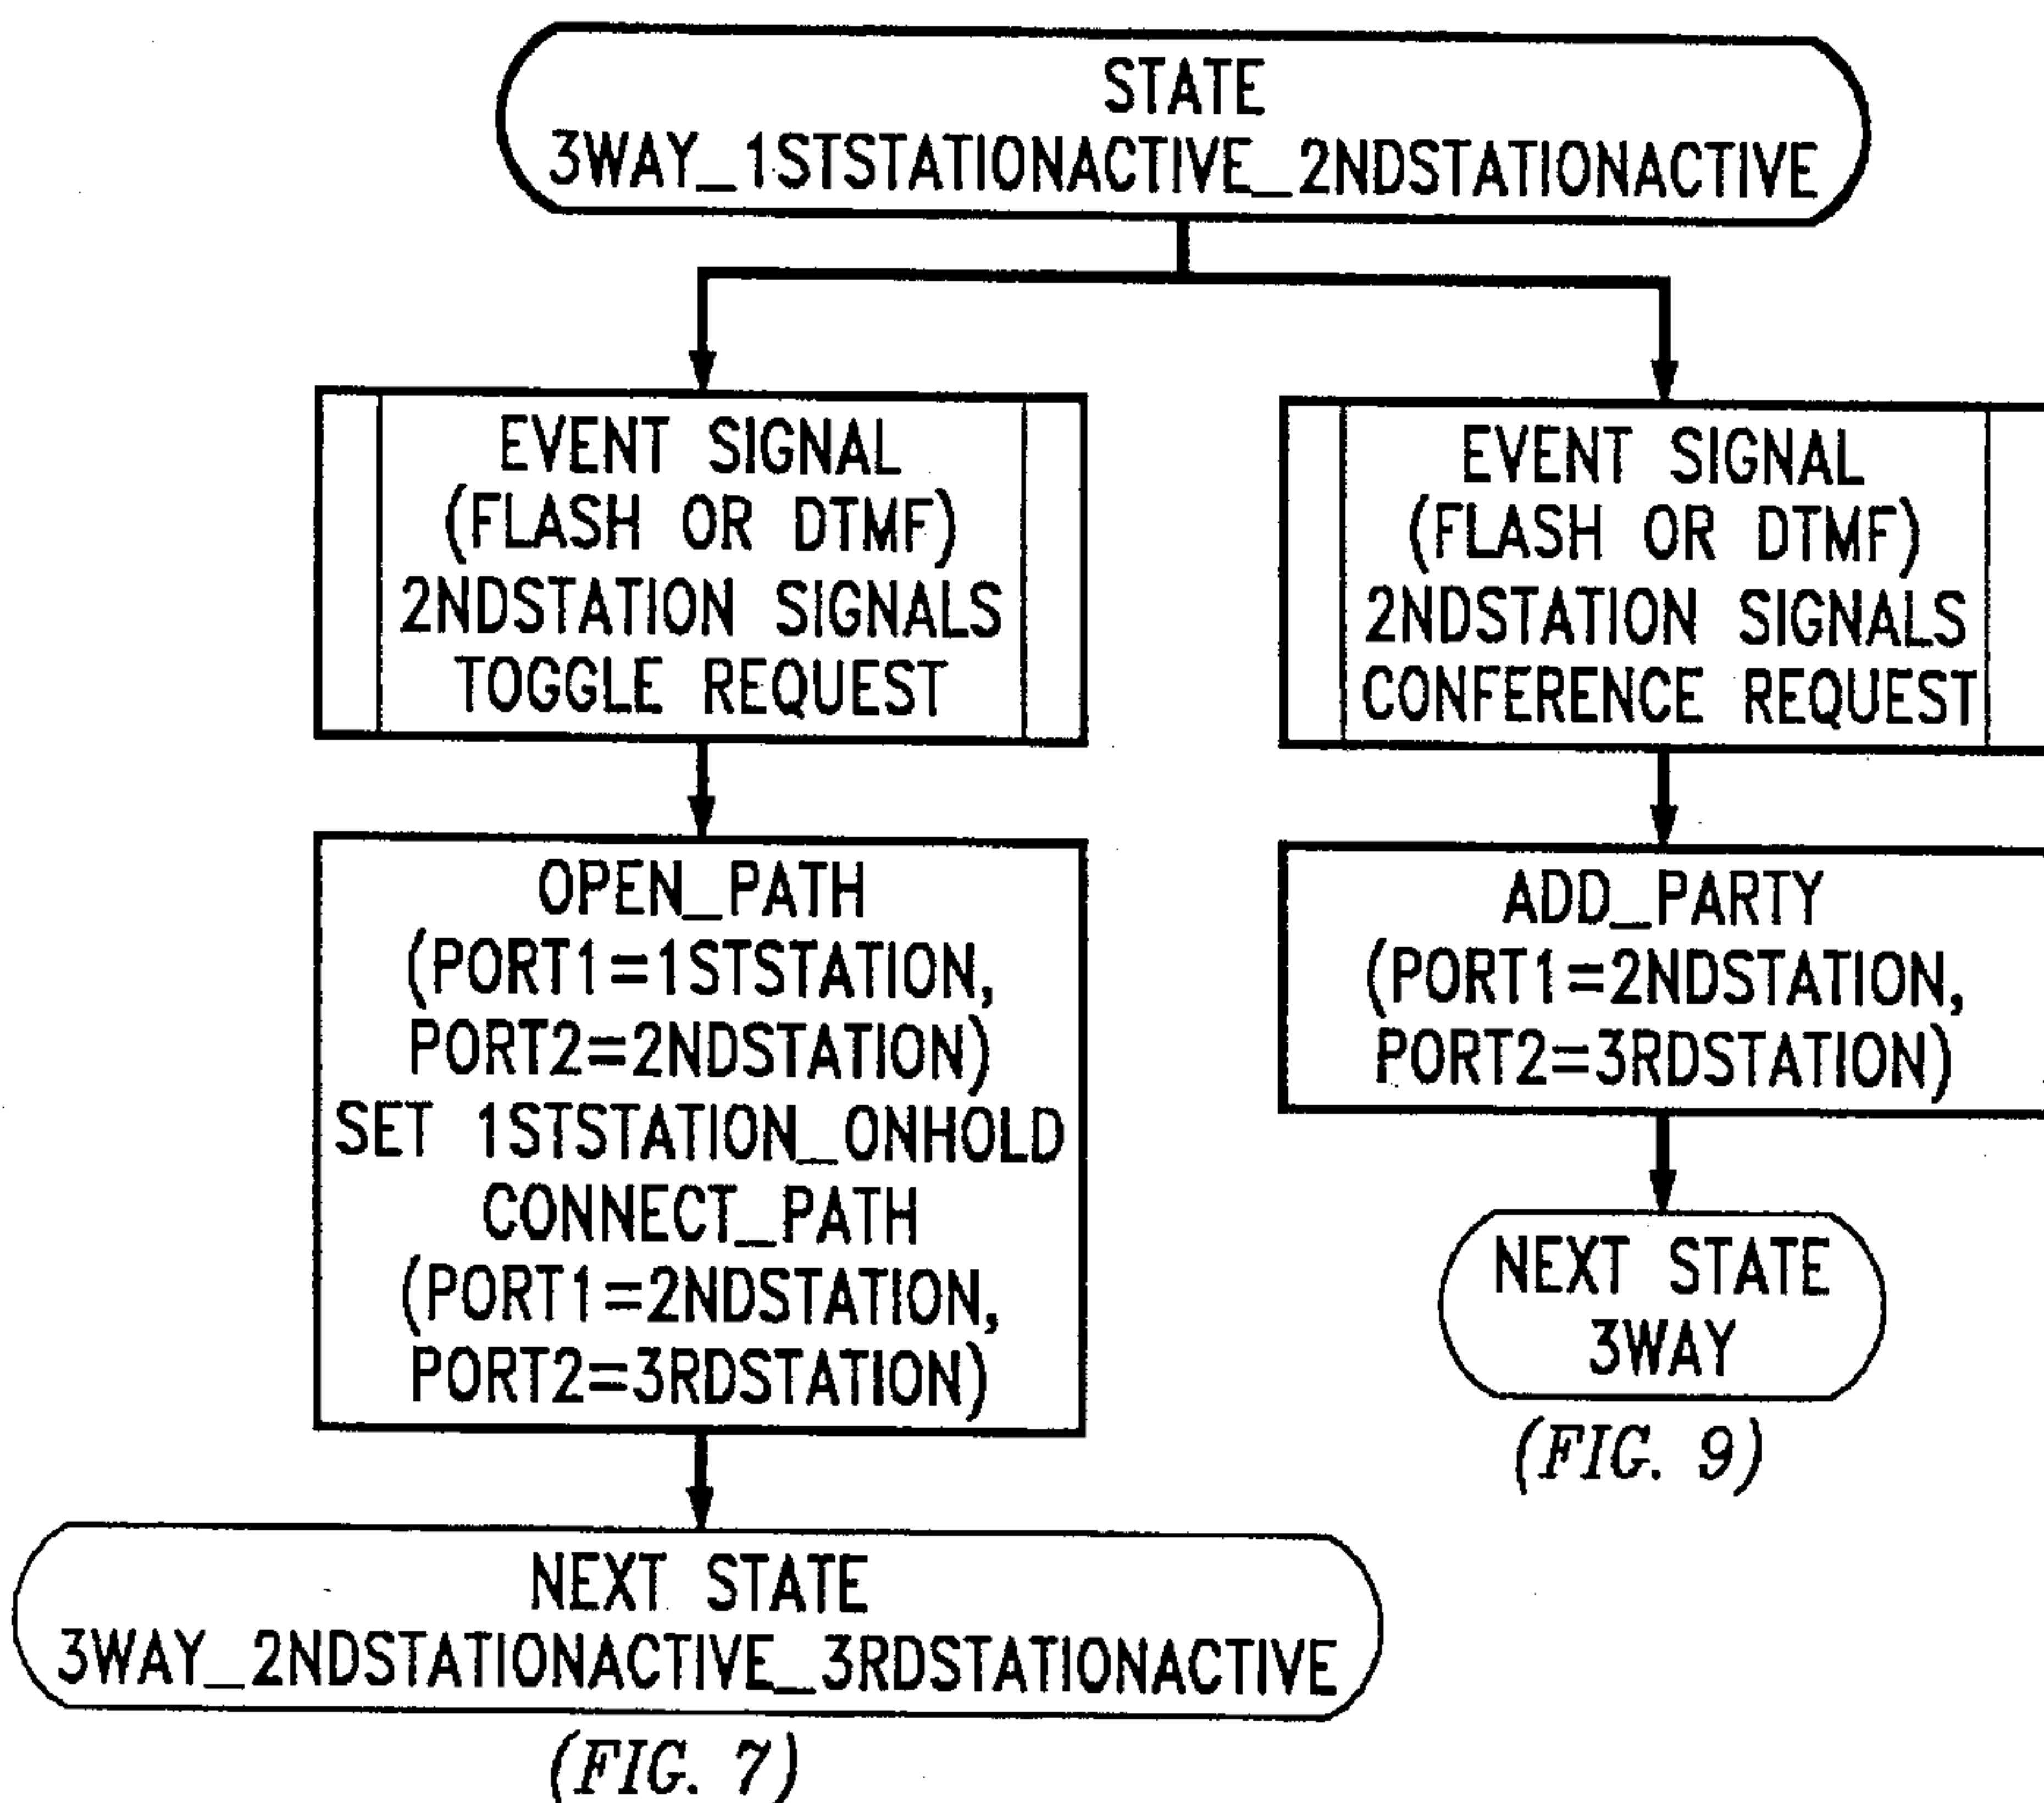 STATE
3WAY_1STSTATIONACTIVE_2NDSTATIONACTIVE
EVENT SIGNAL
(FLASH OR DTMF)
2NDSTATION SIGNALS
TOGGLE REQUEST
OPEN_PATH
(PORT1=1STSTATION,
PORT2=2NDSTATION)
SET 1STSTATION_ONHOLD
CONNECT_PATH
(PORT1=2NDSTATION,
PORT2=3RDSTATION)
NEXT STATE
3WAY_2NDSTATIONACTIVE_3RDSTATIONACTIVE
(FIG. 7)
EVENT SIGNAL
(FLASH OR DTMF)
2NDSTATION SIGNALS
CONFERENCE REQUEST
ADD_PARTY
(PORT1=2NDSTATION,
PORT2=3RDSTATION)
NEXT STATE
3WAY
(FIG. 9)